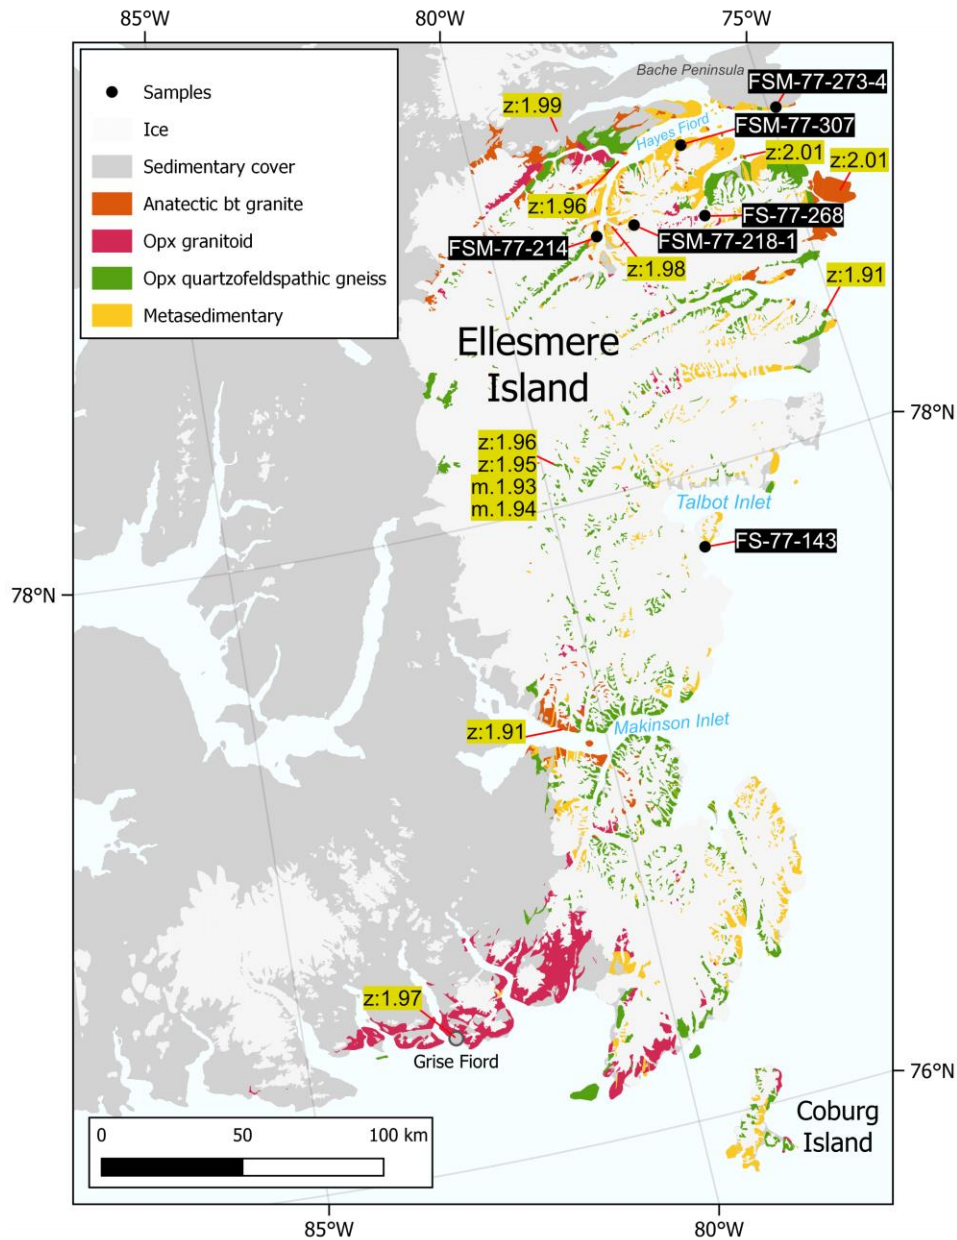 85°W
80°W
75°W
Samples
Ice
Sedimentary cover
Anatectic bt granite
Opx granitoid
Opx quartzofeldspathic gneiss
Metasedimentary
Bache Peninsula
FSM-77-273-4
z:1.99
Hayes Fiord
FSM-77-307
z:2.01
z:2.01
z:1.96
FS-77-268
FSM-77-214
FSM-77-218-1
z:1.98
z:1.91
Ellesmere
Island
78°N
z:1.96
z:1.95
m.1.93
m.1.94
Talbot Inlet
FS-77-143
78°N
Makinson Inlet
z:1.91
z:1.97
Grise Fiord
76°N
Coburg
Island
0
50
100 km
85°W
80°W